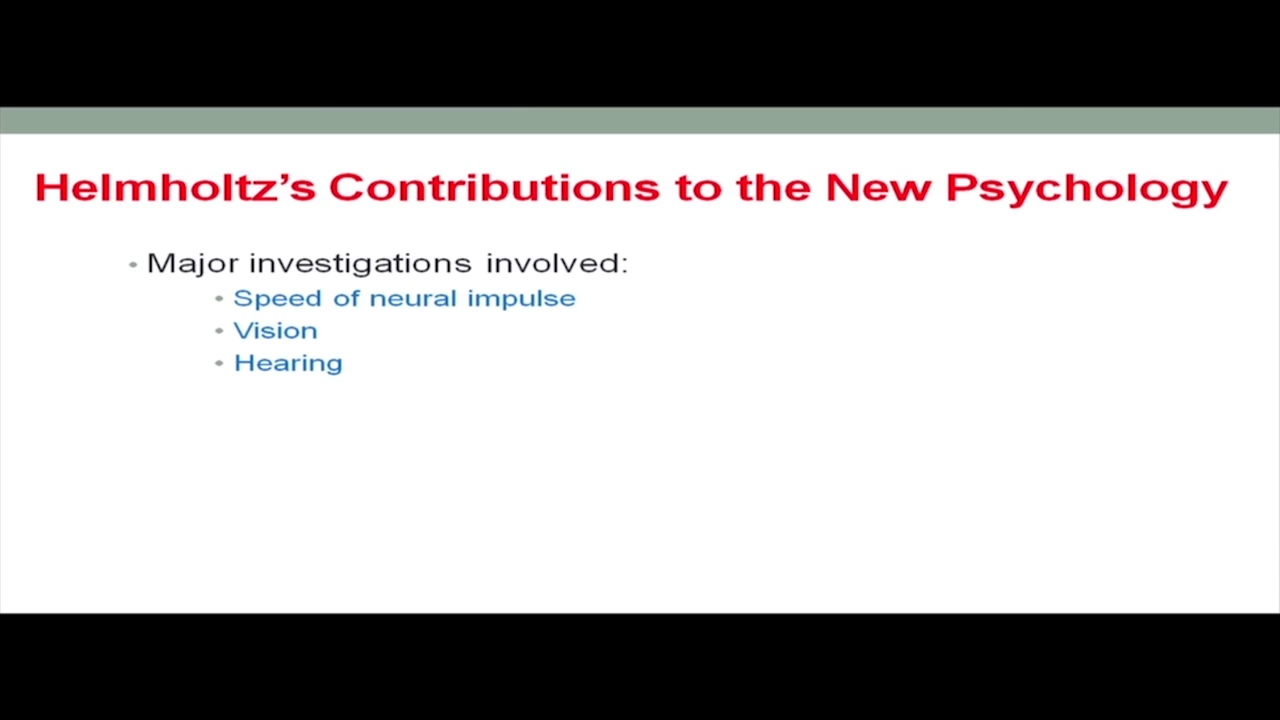 Helmholtz’s Contributions to the New Psychology
• Major investigations involved:
• Speed of neural impulse
• Vision
• Hearing